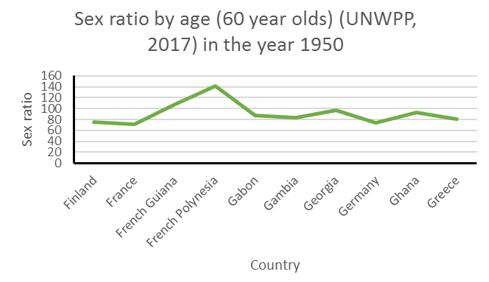 Sex ratio by age (60 year olds) (UNWPP,
2017) in the year 1950
160
140
120
100
80
60
40
20
0
Sex ratio
Finland
France
French Guiana
French Polynesia
Gabon
Gambia
Georgia
Germany
Ghana
Greece
Country